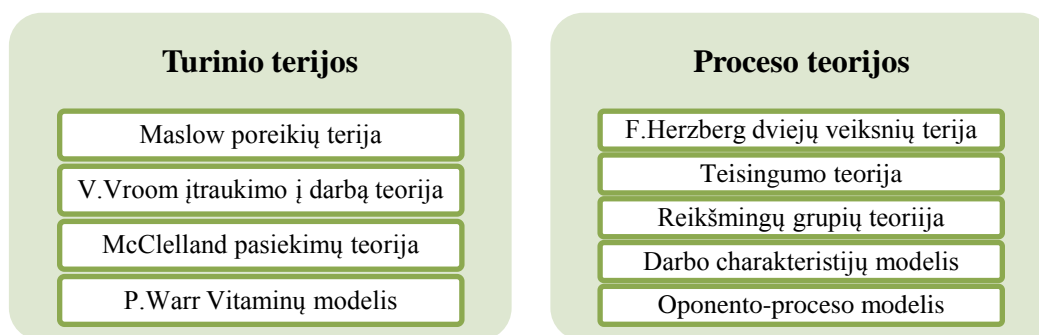 Turinio terijos
Maslow poreikių terija
V.Vroom įtraukimo į darbą teorija
McClelland pasiekimų teorija
P.Warr Vitaminų modelis
Proceso teorijos
F.Herzberg dviejų veiksnių terija
Teisingumo teorija
Reikšmingų grupių teoriija
Darbo charakteristijų modelis
Oponento-proceso modelis